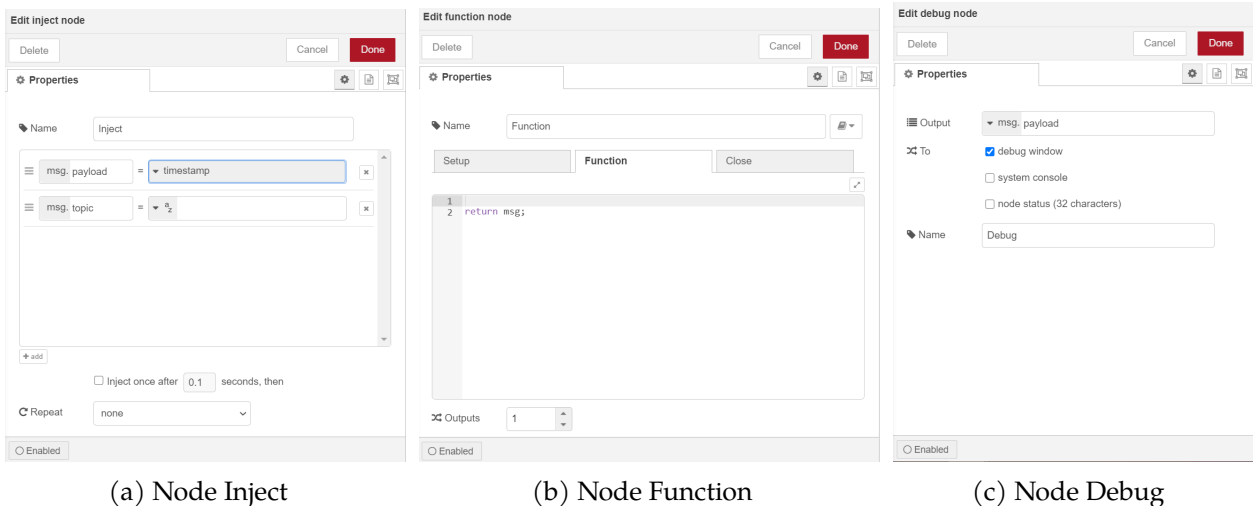 Edit inject node
Delete
Cancel
Done
Properties
Name
Inject
msg. payload
=
timestamp
msg. topic
=
a
z
+ add
Inject once after 0.1 seconds, then
Repeat
none
Enabled
(a) Node Inject
Edit function node
Delete
Cancel
Done
Properties
Name
Function
Setup
Function
Close
1
2 return msg;
Outputs
1
Enabled
(b) Node Function
Edit debug node
Delete
Cancel
Done
Properties
Output
msg. payload
To
debug window
system console
node status (32 characters)
Name
Debug
Enabled
(c) Node Debug